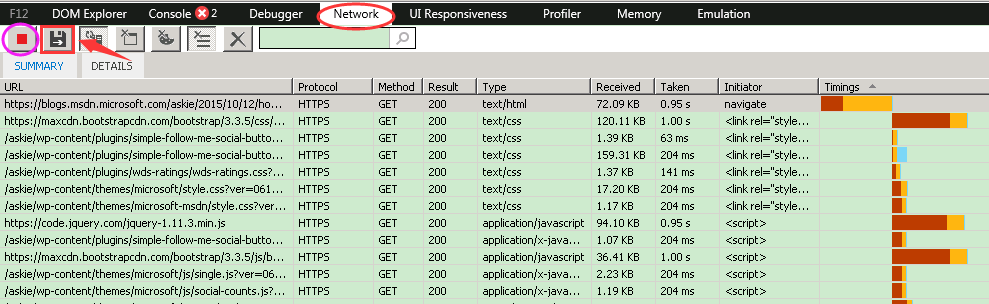 F12 DOM Explorer Console 2 Debugger Network UI Responsiveness Profiler Memory Emulation
SUMMARY DETAILS
URL Protocol Method Result Type Received Taken Initiator Timings
https://blogs.msdn.microsoft.com/askie/2015/10/12/ho... HTTPS GET 200 text/html 72.09 KB 0.95 s navigate
https://maxcdn.bootstrapcdn.com/bootstrap/3.3.5/css/... HTTPS GET 200 text/css 120.11 KB 1.00 s <link rel="style...
/askie/wp-content/plugins/simple-follow-me-social-butto... HTTPS GET 200 text/css 1.39 KB 63 ms <link rel="style...
/askie/wp-content/plugins/simple-follow-me-social-butto... HTTPS GET 200 text/css 159.31 KB 204 ms <link rel="style...
/askie/wp-content/plugins/wds-ratings/wds-ratings.css?... HTTPS GET 200 text/css 1.37 KB 141 ms <link rel="style...
/askie/wp-content/themes/microsoft/style.css?ver=061... HTTPS GET 200 text/css 17.20 KB 204 ms <link rel="style...
/askie/wp-content/themes/microsoft-msdn/style.css?ver... HTTPS GET 200 text/css 1.17 KB 204 ms <link rel="style...
https://code.jquery.com/jquery-1.11.3.min.js HTTPS GET 200 application/javascript 94.10 KB 0.95 s <script>
/askie/wp-content/plugins/simple-follow-me-social-butto... HTTPS GET 200 application/x-java... 1.07 KB 204 ms <script>
https://maxcdn.bootstrapcdn.com/bootstrap/3.3.5/js/b... HTTPS GET 200 application/javascript 36.41 KB 1.00 s <script>
/askie/wp-content/themes/microsoft/js/single.js?ver=06... HTTPS GET 200 application/x-java... 2.23 KB 204 ms <script>
/askie/wp-content/themes/microsoft/js/social-counts.js?... HTTPS GET 200 application/x-java... 1.71 KB 204 ms <script>